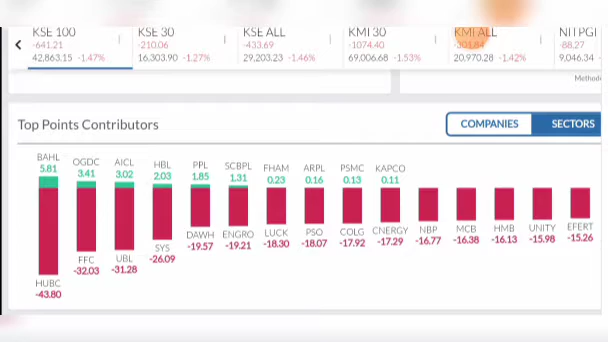 KSE 100 KSE 30 KSE ALL KMI 30 KMI ALL NITPGI
-641.21 -210.06 -433.69 -1074.40 -301.84 -88.27
42,863.15 -1.47% 16,303.90 -1.27% 29,203.23 -1.46% 69,006.68 -1.53% 20,970.28 -1.42% 9,046.34
Top Points Contributors
COMPANIES SECTORS
BAHL OGDC AICL HBL PPL SCBPL FHAM ARPL PSMC KAPCO
5.81 3.41 3.02 2.03 1.85 1.31 0.23 0.16 0.13 0.11
HUBC FFC UBL SYS DAWH ENGRO LUCK PSO COLG CNERGY NBP MCB HMB UNITY EFERT
-43.80 -32.03 -31.28 -26.09 -19.57 -19.21 -18.30 -18.07 -17.92 -17.29 -16.77 -16.38 -16.13 -15.98 -15.26